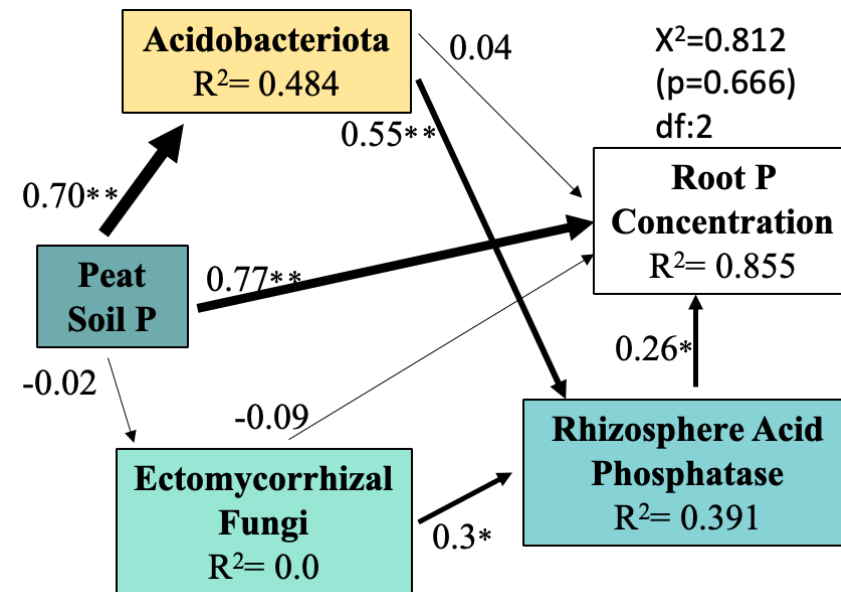 Acidobacteriota
R²= 0.484
0.04
X²=0.812
(p=0.666)
df:2
0.55**
Root P
Concentration
R²= 0.855
0.70**
Peat
Soil P
0.77**
0.26*
-0.02
-0.09
Rhizosphere Acid
Phosphatase
R²= 0.391
Ectomycorrhizal
Fungi
R²= 0.0
0.3*